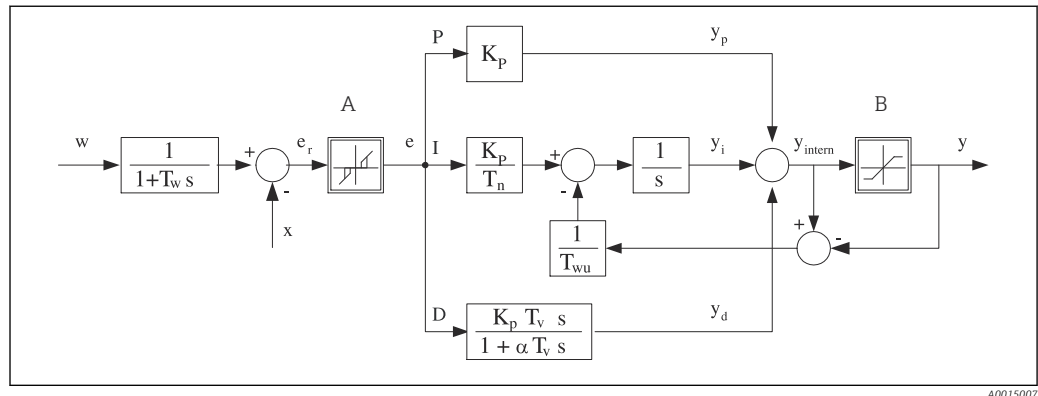 P
K_P
y_p
A
B
w
1
1+T_w s
+
-
e_r
e
I
K_P
T_n
+
-
1
s
y_i
y_intern
y
x
1
T_wu
+
-
D
K_p T_v s
1 + α T_v s
y_d
A0015007